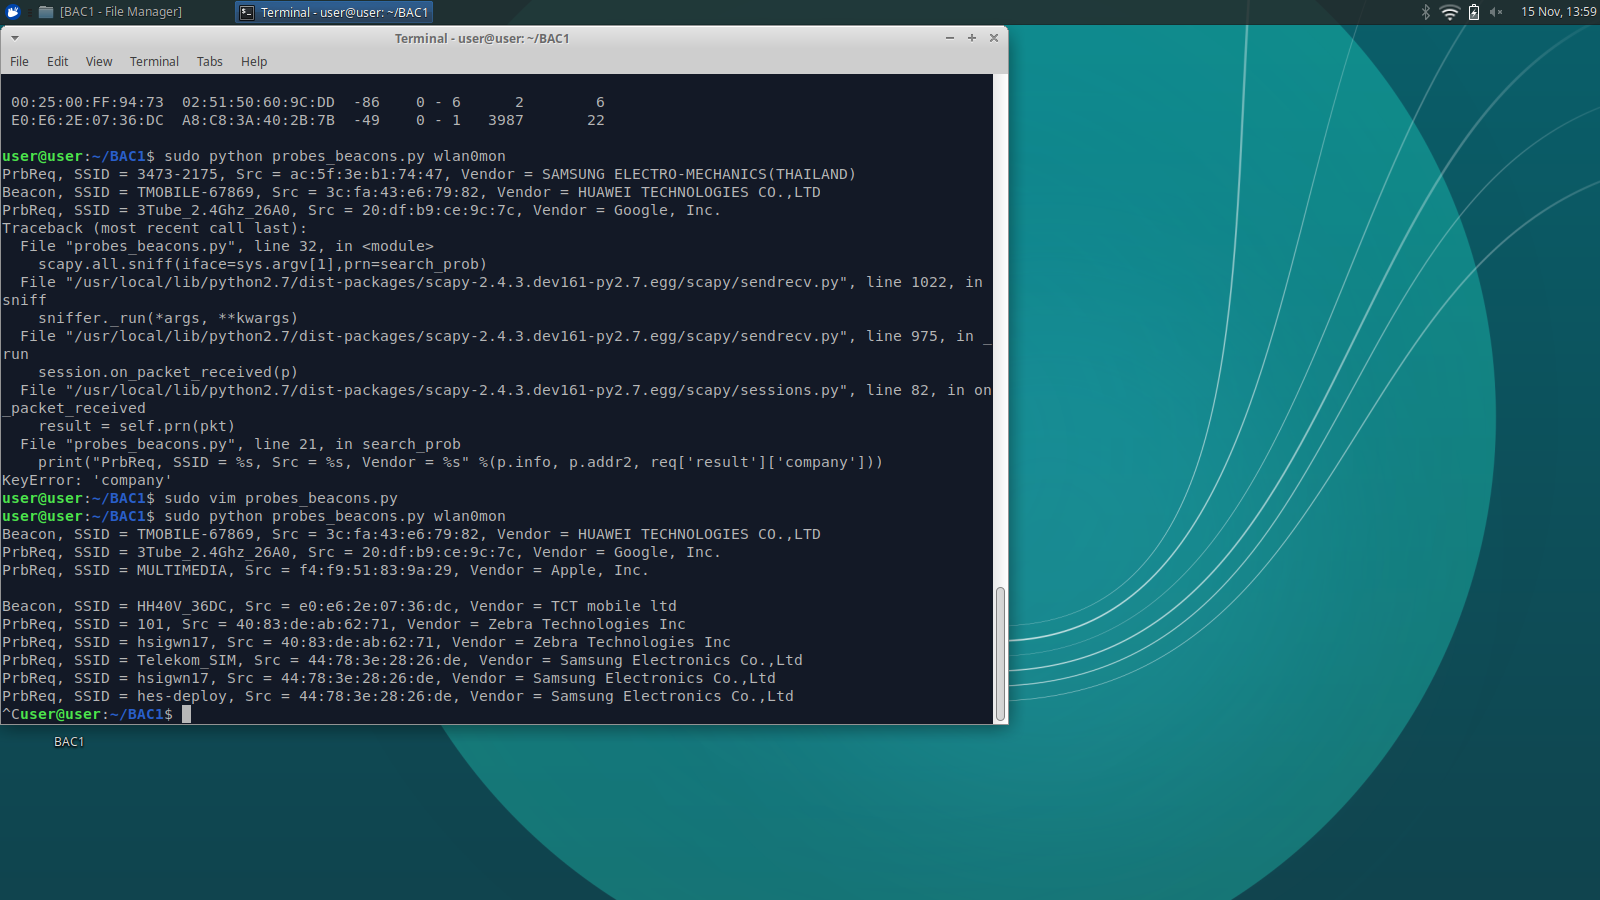 [BAC1 - File Manager]
Terminal - user@user: ~/BAC1
15 Nov, 13:59
Terminal - user@user: ~/BAC1
File Edit View Terminal Tabs Help
00:25:00:FF:94:73  02:51:50:60:9C:DD  -86    0 - 6      2        6
E0:E6:2E:07:36:DC  A8:C8:3A:40:2B:7B  -49    0 - 1   3987       22
user@user:~/BAC1$ sudo python probes_beacons.py wlan0mon
PrbReq, SSID = 3473-2175, Src = ac:5f:3e:b1:74:47, Vendor = SAMSUNG ELECTRO-MECHANICS(THAILAND)
Beacon, SSID = TMOBILE-67869, Src = 3c:fa:43:e6:79:82, Vendor = HUAWEI TECHNOLOGIES CO.,LTD
PrbReq, SSID = 3Tube_2.4Ghz_26A0, Src = 20:df:b9:ce:9c:7c, Vendor = Google, Inc.
Traceback (most recent call last):
  File "probes_beacons.py", line 32, in <module>
    scapy.all.sniff(iface=sys.argv[1],prn=search_prob)
  File "/usr/local/lib/python2.7/dist-packages/scapy-2.4.3.dev161-py2.7.egg/scapy/sendrecv.py", line 1022, in
sniff
    sniffer._run(*args, **kwargs)
  File "/usr/local/lib/python2.7/dist-packages/scapy-2.4.3.dev161-py2.7.egg/scapy/sendrecv.py", line 975, in _
run
    session.on_packet_received(p)
  File "/usr/local/lib/python2.7/dist-packages/scapy-2.4.3.dev161-py2.7.egg/scapy/sessions.py", line 82, in on
_packet_received
    result = self.prn(pkt)
  File "probes_beacons.py", line 21, in search_prob
    print("PrbReq, SSID = %s, Src = %s, Vendor = %s" %(p.info, p.addr2, req['result']['company']))
KeyError: 'company'
user@user:~/BAC1$ sudo vim probes_beacons.py
user@user:~/BAC1$ sudo python probes_beacons.py wlan0mon
Beacon, SSID = TMOBILE-67869, Src = 3c:fa:43:e6:79:82, Vendor = HUAWEI TECHNOLOGIES CO.,LTD
PrbReq, SSID = 3Tube_2.4Ghz_26A0, Src = 20:df:b9:ce:9c:7c, Vendor = Google, Inc.
PrbReq, SSID = MULTIMEDIA, Src = f4:f9:51:83:9a:29, Vendor = Apple, Inc.
Beacon, SSID = HH40V_36DC, Src = e0:e6:2e:07:36:dc, Vendor = TCT mobile ltd
PrbReq, SSID = 101, Src = 40:83:de:ab:62:71, Vendor = Zebra Technologies Inc
PrbReq, SSID = hsigwn17, Src = 40:83:de:ab:62:71, Vendor = Zebra Technologies Inc
PrbReq, SSID = Telekom_SIM, Src = 44:78:3e:28:26:de, Vendor = Samsung Electronics Co.,Ltd
PrbReq, SSID = hsigwn17, Src = 44:78:3e:28:26:de, Vendor = Samsung Electronics Co.,Ltd
PrbReq, SSID = hes-deploy, Src = 44:78:3e:28:26:de, Vendor = Samsung Electronics Co.,Ltd
^Cuser@user:~/BAC1$
BAC1